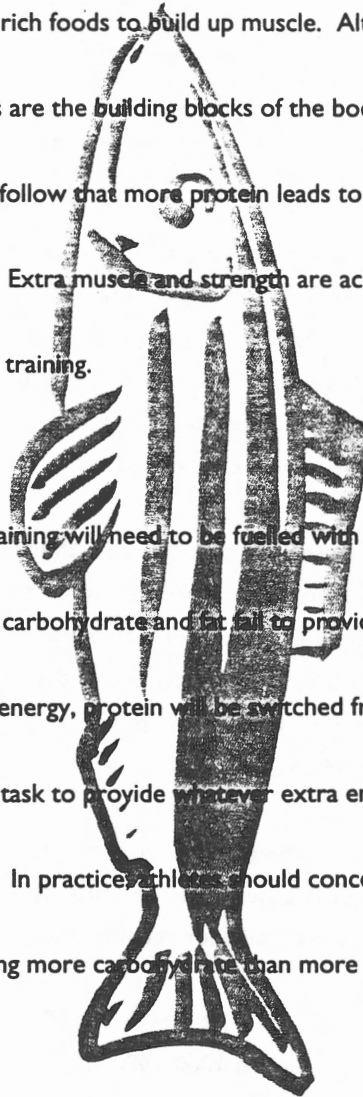 rich foods to build up muscle. Al
s are the building blocks of the bo
follow that more protein leads to
Extra muscle and strength are ac
training.
aining will need to be fuelled with
carbohydrate and fat fail to provi
energy, protein will be switched fr
task to provide whatever extra en
In practice, athletes should conce
ng more carbohydrate than more